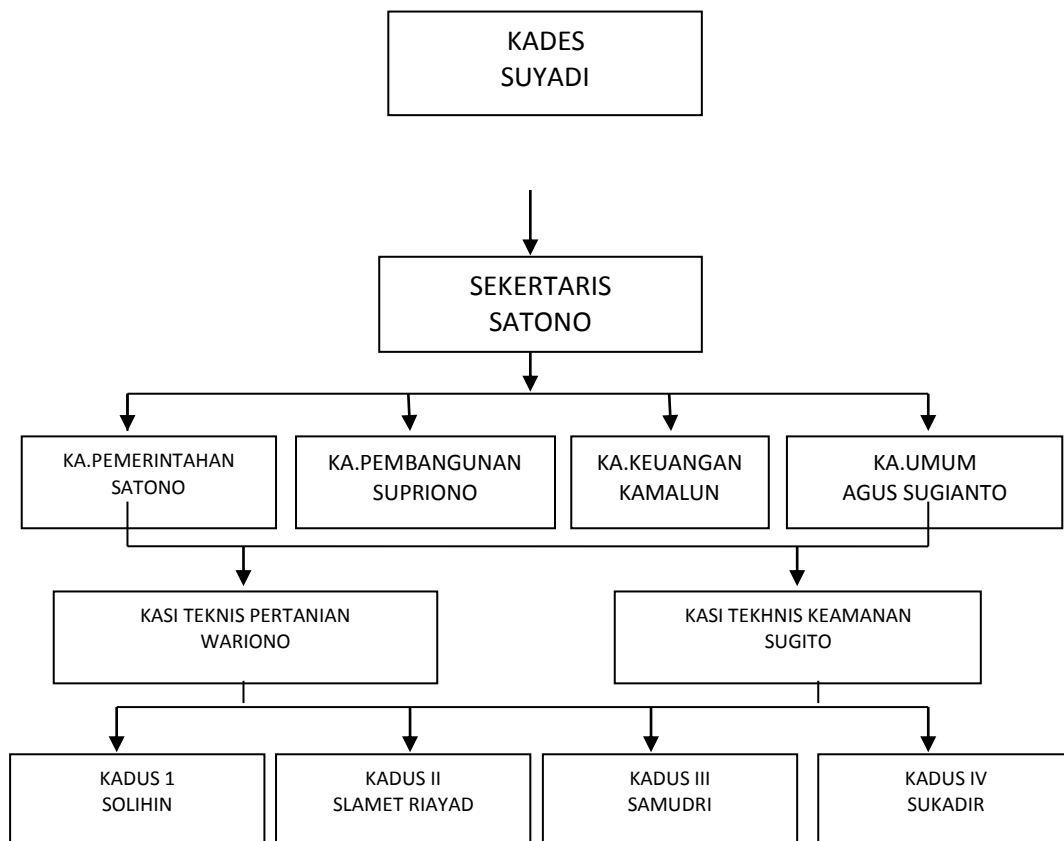 KADES
SUYADI
SEKERTARIS
SATONO
KA.PEMERINTAHAN
SATONO
KA.PEMBANGUNAN
SUPRIONO
KA.KEUANGAN
KAMALUN
KA.UMUM
AGUS SUGIANTO
KASI TEKNIS PERTANIAN
WARIONO
KASI TEKHNIS KEAMANAN
SUGITO
KADUS 1
SOLIHIN
KADUS II
SLAMET RIAYAD
KADUS III
SAMUDRI
KADUS IV
SUKADIR